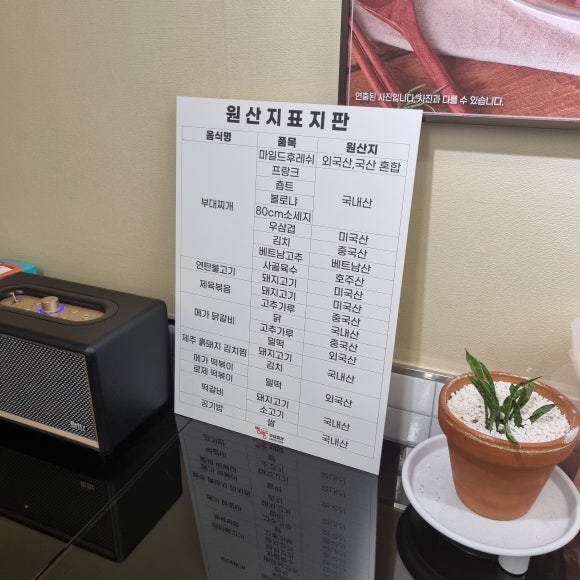 연출된 사진입니다. 사진과 다를 수 있습니다.
원산지표지판
음식명 품목 원산지
마일드후레쉬 외국산,국산 혼합
프랑크
춉트
부대찌개 볼로냐 국내산
80cm소세지
우삼겹 미국산
김치 중국산
베트남고추 베트남산
사골육수 호주산
연탄불고기 돼지고기 미국산
제육볶음 돼지고기 미국산
고추가루 중국산
메가 닭갈비 닭 국내산
고추가루 중국산
밀떡 외국산
제주 흙돼지 김치찜 돼지고기 국내산
김치
메가 떡볶이
로제 떡볶이 밀떡 외국산
떡갈비 돼지고기 국내산
소고기
공기밥 쌀 국내산